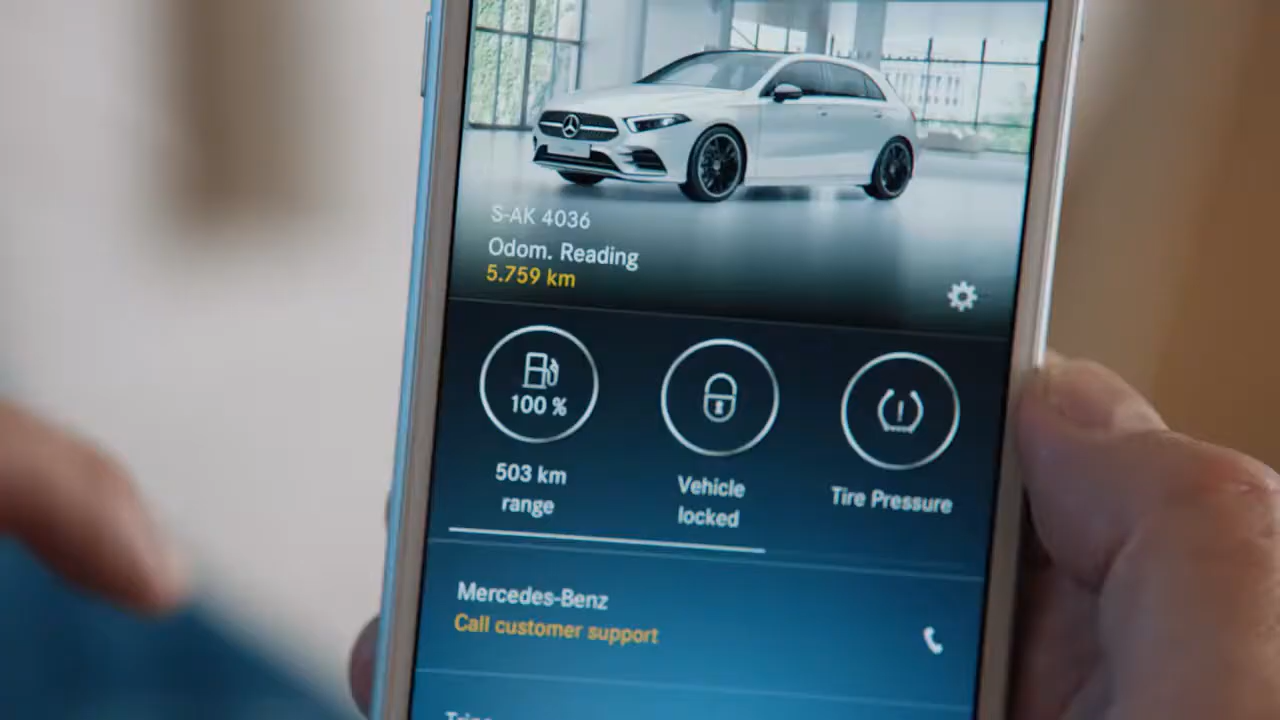 S-AK 4036
Odom. Reading
5.759 km
100 %
503 km
range
Vehicle
locked
Tire Pressure
Mercedes-Benz
Call customer support